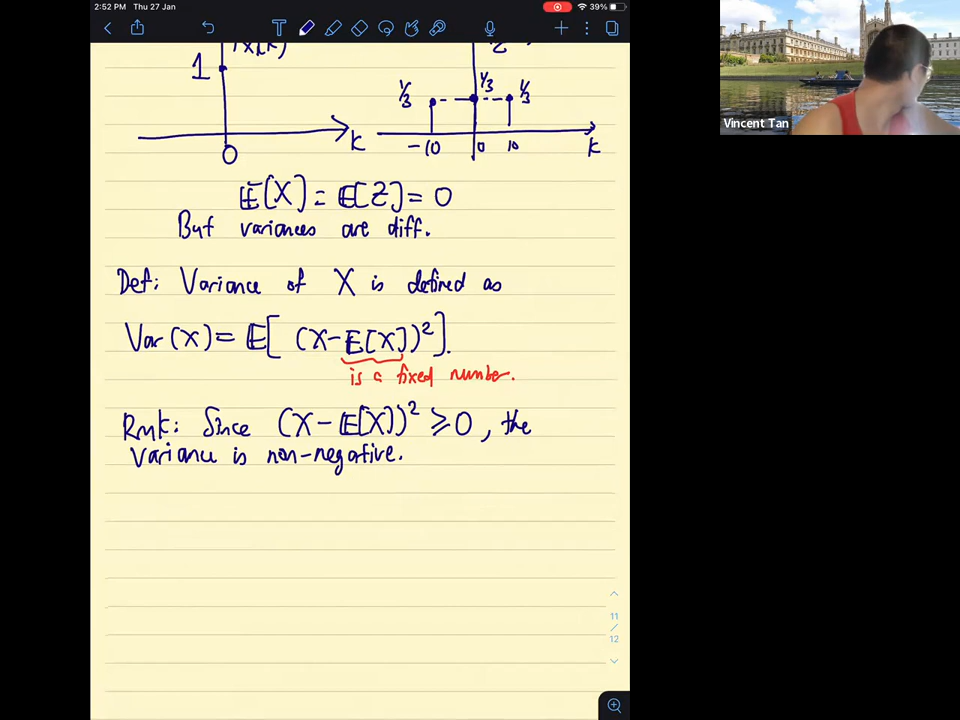 2:52 PM Thu 27 Jan
39%
1
0
k
1/3
1/3
1/3
-10
0
10
k
E[X] = E[Z] = 0
But variances are diff.
Def: Variance of X is defined as
Var(X) = E[ (X - E[X])² ].
is a fixed number.
Rmk: Since (X - E[X])² ≥ 0, the
variance is non-negative.
11
/
12
Vincent Tan